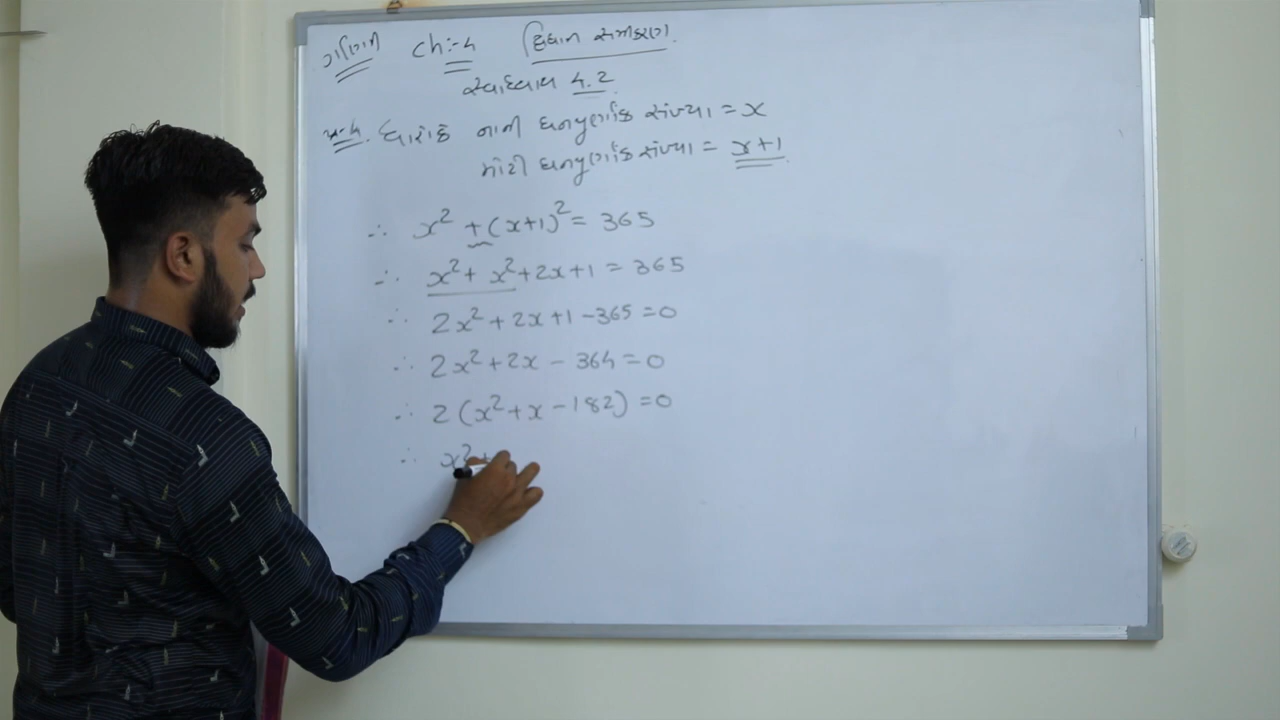 ગણિત Ch:-4 દ્વિઘાત સમીકરણ.
સ્વાધ્યાય 4.2
પ્ર-4. ધારોકે નાની ધનપૂર્ણાંક સંખ્યા = x
મોટી ધનપૂર્ણાંક સંખ્યા = x+1
∴ x² + (x+1)² = 365
∴ x² + x² + 2x + 1 = 365
∴ 2x² + 2x + 1 - 365 = 0
∴ 2x² + 2x - 364 = 0
∴ 2(x² + x - 182) = 0
∴ x² +